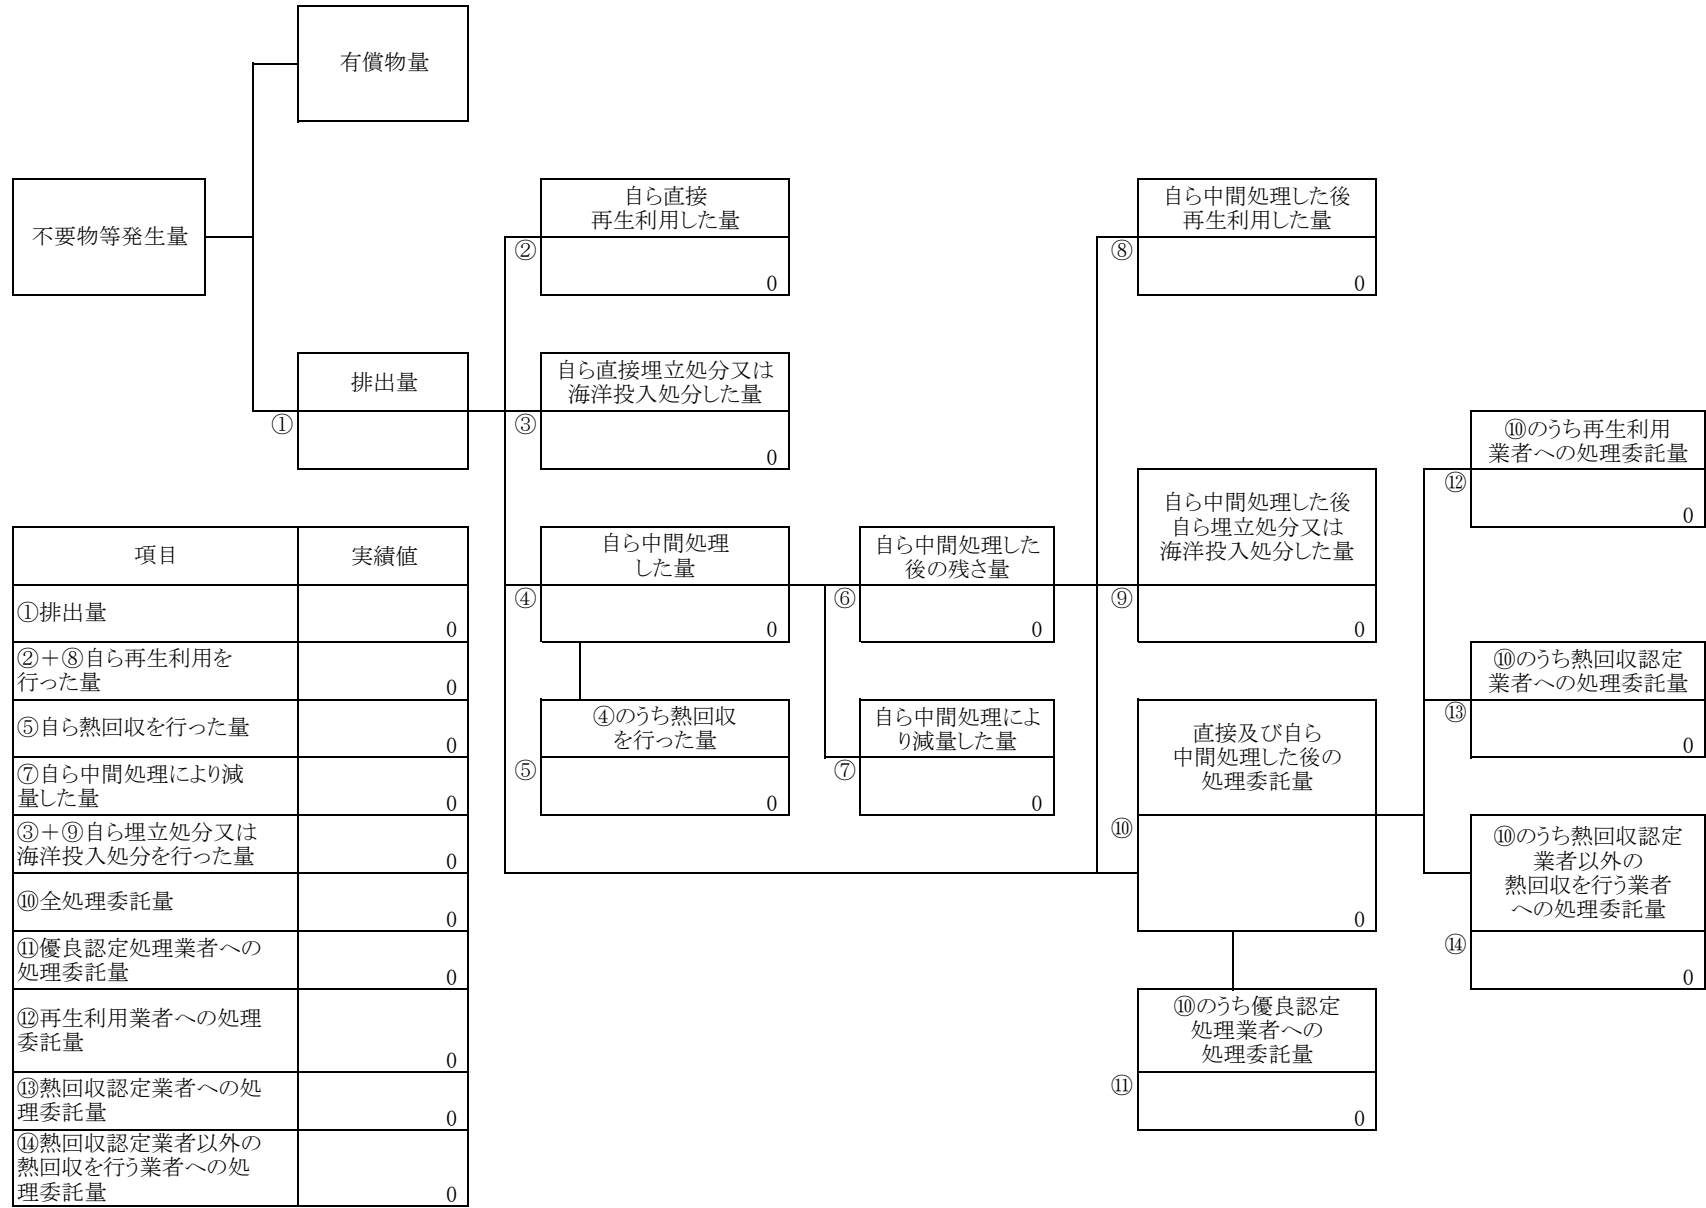 有償物量
不要物等発生量
自ら直接
再生利用した量
②
0
自ら中間処理した後
再生利用した量
⑧
0
排出量
①
自ら直接埋立処分又は
海洋投入処分した量
③
0
⑩のうち再生利用
業者への処理委託量
⑫
0
自ら中間処理
した量
④
0
自ら中間処理した
後の残さ量
⑥
0
自ら中間処理した後
自ら埋立処分又は
海洋投入処分した量
⑨
0
⑩のうち熱回収認定
業者への処理委託量
⑬
0
④のうち熱回収
を行った量
⑤
0
自ら中間処理によ
り減量した量
⑦
0
直接及び自ら
中間処理した後の
処理委託量
⑩
0
⑩のうち熱回収認定
業者以外の
熱回収を行う業者
への処理委託量
⑭
0
⑩のうち優良認定
処理業者への
処理委託量
⑪
0
項目 実績値
①排出量
0
②＋⑧自ら再生利用を
行った量 0
⑤自ら熱回収を行った量
0
⑦自ら中間処理により減
量した量 0
③＋⑨自ら埋立処分又は
海洋投入処分を行った量 0
⑩全処理委託量
0
⑪優良認定処理業者への
処理委託量 0
⑫再生利用業者への処理
委託量
0
⑬熱回収認定業者への処
理委託量 0
⑭熱回収認定業者以外の
熱回収を行う業者への処
理委託量 0